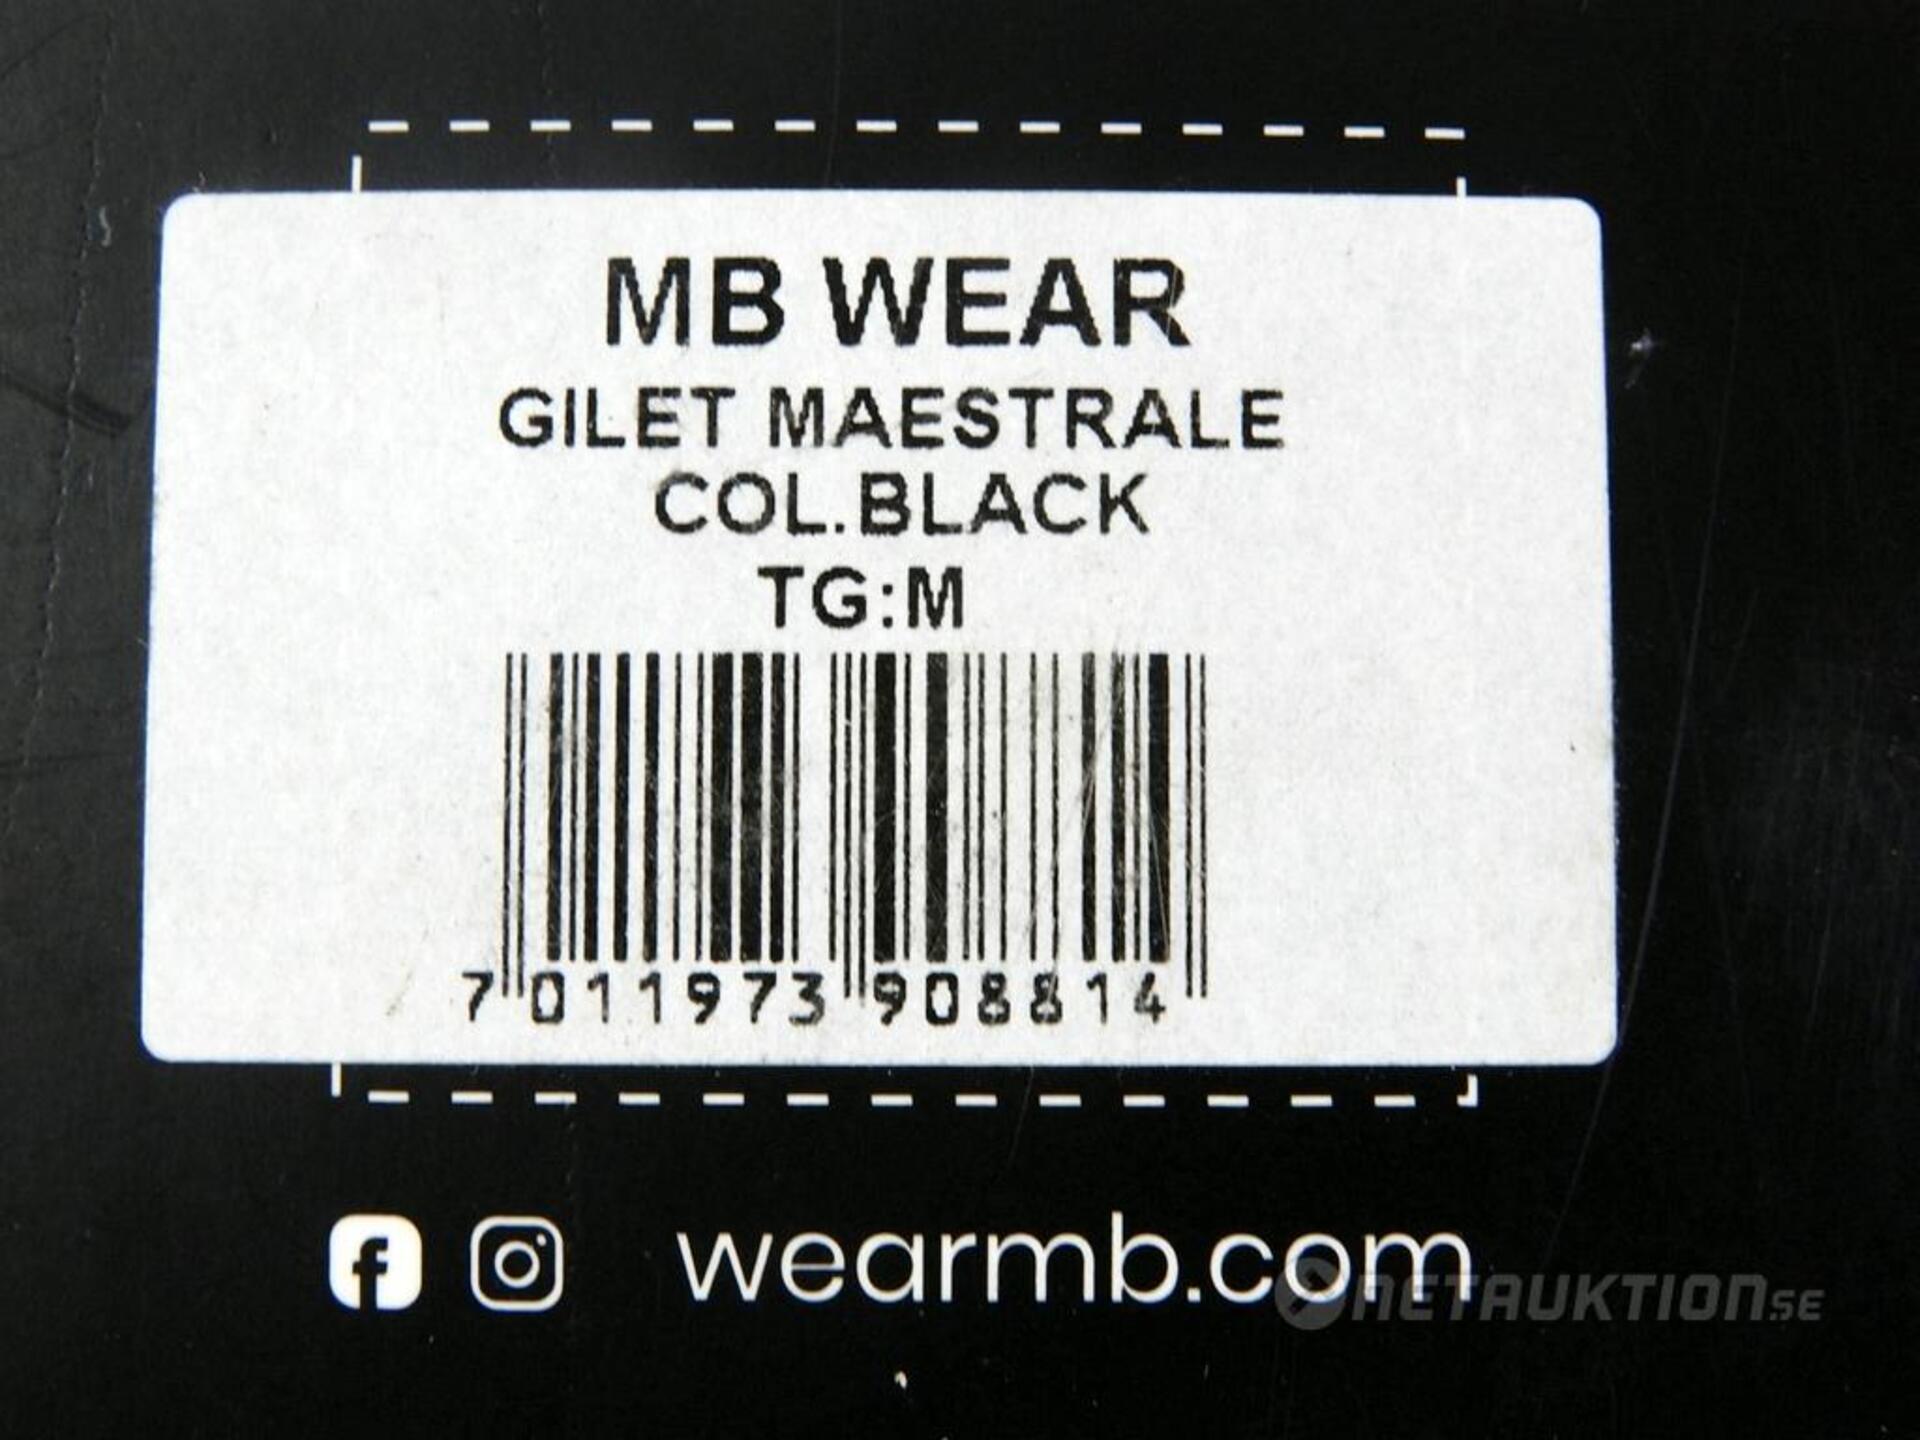 MB WEAR
GILET MAESTRALE
COL.BLACK
TG:M
7 011973 908814
wearmb.com
NETAUKTION.SE